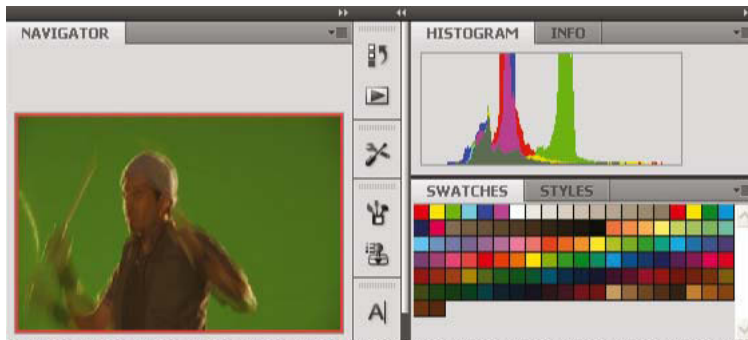 NAVIGATOR
HISTOGRAM
INFO
SWATCHES
STYLES
A